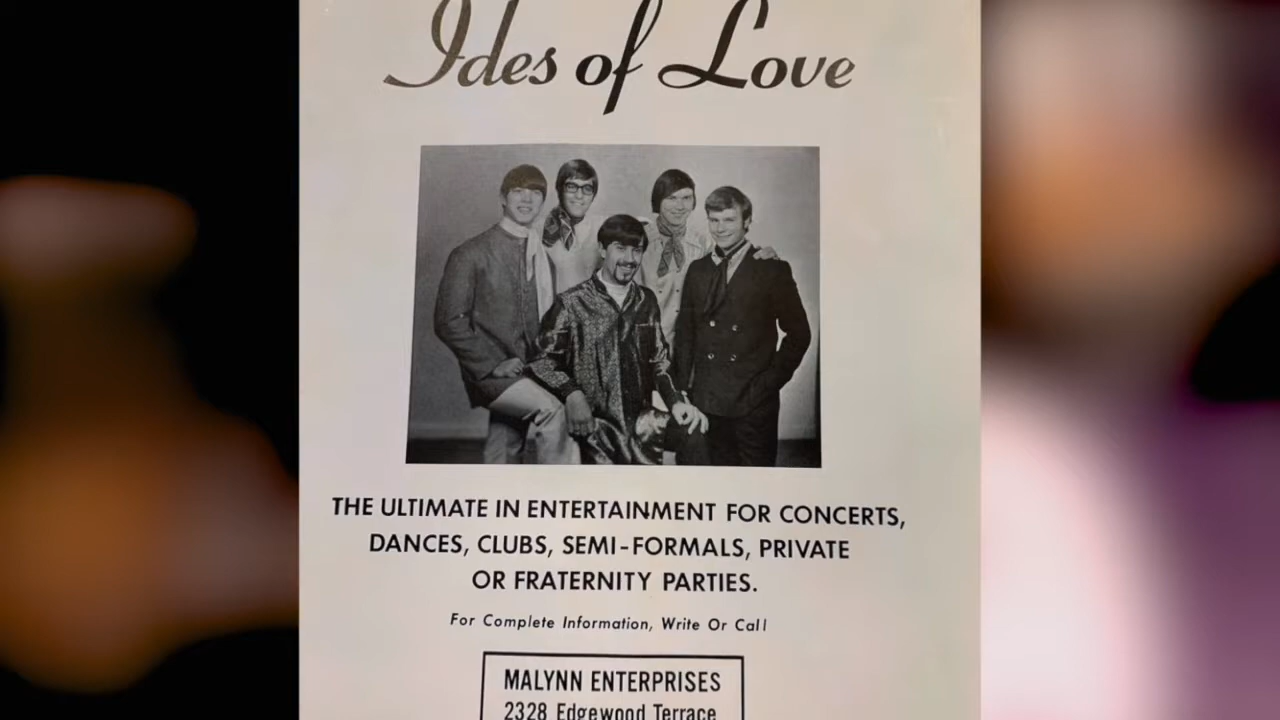 Ides of Love
THE ULTIMATE IN ENTERTAINMENT FOR CONCERTS,
DANCES, CLUBS, SEMI-FORMALS, PRIVATE
OR FRATERNITY PARTIES.
For Complete Information, Write Or Call
MALYNN ENTERPRISES
2328 Edgewood Terrace